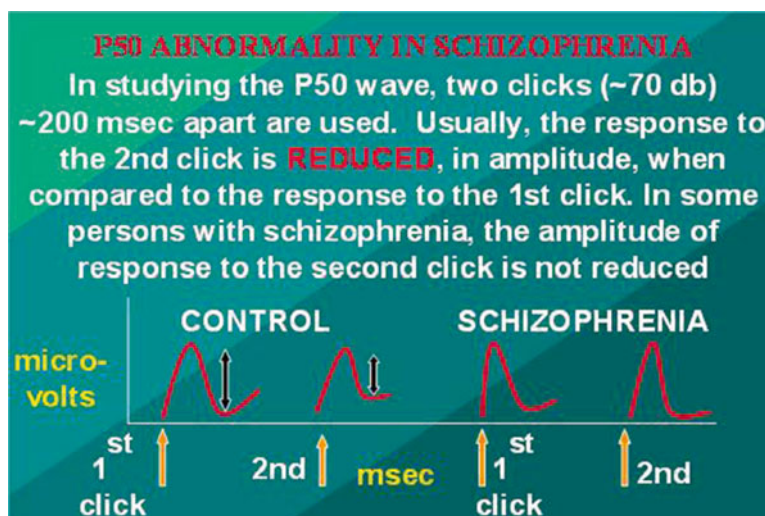 P50 ABNORMALITY IN SCHIZOPHRENIA
In studying the P50 wave, two clicks (~70 db)
~200 msec apart are used. Usually, the response to
the 2nd click is REDUCED, in amplitude, when
compared to the response to the 1st click. In some
persons with schizophrenia, the amplitude of
response to the second click is not reduced
CONTROL SCHIZOPHRENIA
micro-
volts
1st
click
2nd
msec
1st
click
2nd